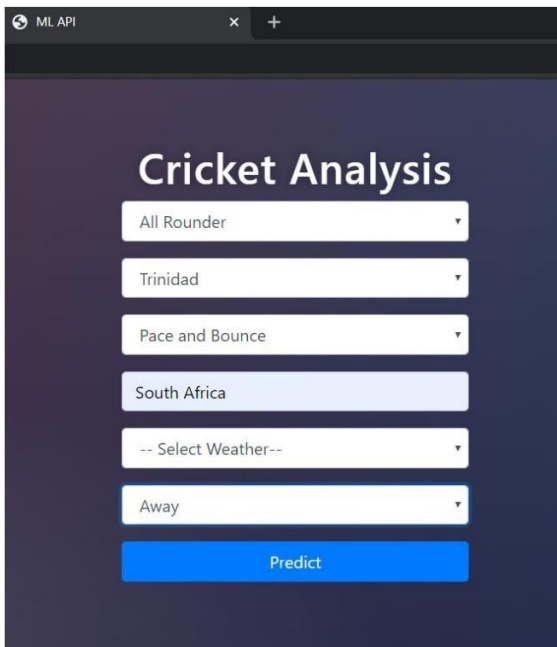 ML API
Cricket Analysis
All Rounder
Trinidad
Pace and Bounce
South Africa
-- Select Weather--
Away
Predict